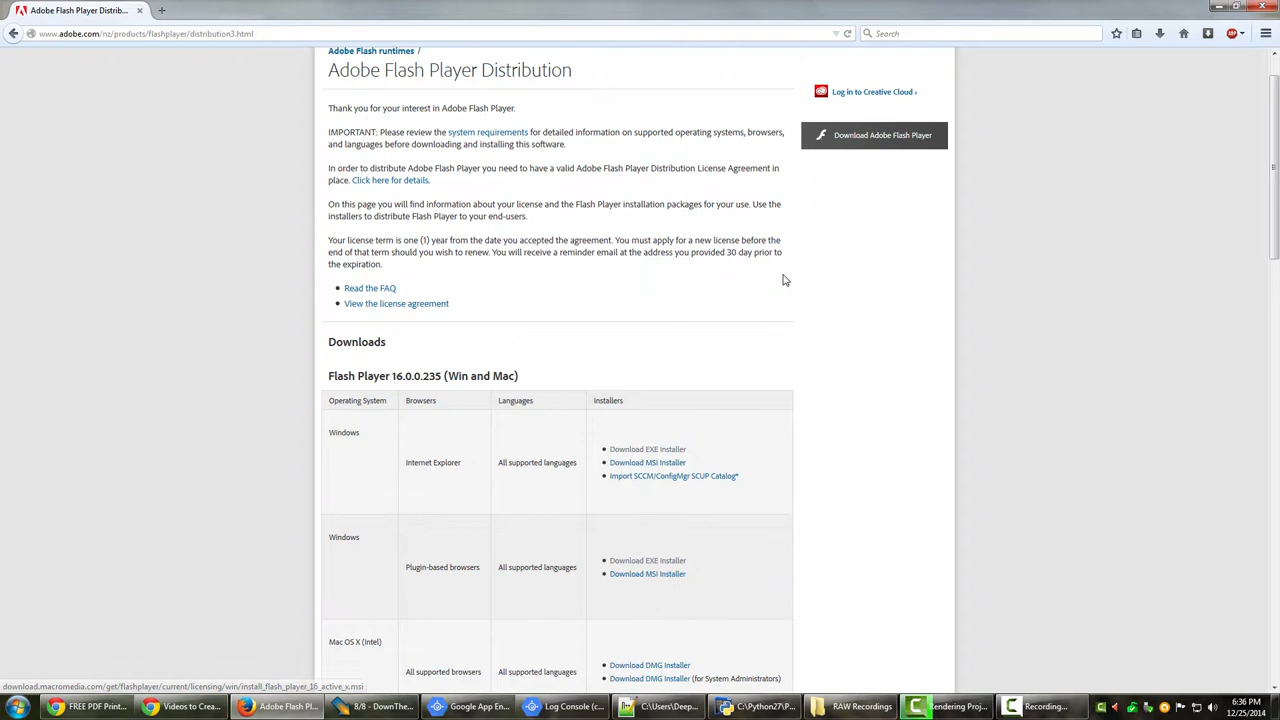 Adobe Flash Player Distrib...
www.adobe.com/nz/products/flashplayer/distribution3.html
Search
Adobe Flash runtimes /
Adobe Flash Player Distribution
Log in to Creative Cloud ›
Thank you for your interest in Adobe Flash Player.
Download Adobe Flash Player
IMPORTANT: Please review the system requirements for detailed information on supported operating systems, browsers,
and languages before downloading and installing this software.
In order to distribute Adobe Flash Player you need to have a valid Adobe Flash Player Distribution License Agreement in
place. Click here for details.
On this page you will find information about your license and the Flash Player installation packages for your use. Use the
installers to distribute Flash Player to your end-users.
Your license term is one (1) year from the date you accepted the agreement. You must apply for a new license before the
end of that term should you wish to renew. You will receive a reminder email at the address you provided 30 day prior to
the expiration.
• Read the FAQ
• View the license agreement
Downloads
Flash Player 16.0.0.235 (Win and Mac)
Operating System Browsers Languages Installers
Windows
Internet Explorer All supported languages
• Download EXE Installer
• Download MSI Installer
• Import SCCM/ConfigMgr SCUP Catalog*
Windows
Plugin-based browsers All supported languages
• Download EXE Installer
• Download MSI Installer
Mac OS X (Intel)
All supported browsers All supported languages
• Download DMG Installer
• Download DMG Installer (for System Administrators)
download.macromedia.com/get/flashplayer/current/licensing/win/install_flash_player_16_active_x.msi
FREE PDF Print... Videos to Creat... Adobe Flash Pl... 8/8 - DownThe... Google App En... Log Console (c... C:\Users\Deep... C:\Python27\P... RAW Recordings Rendering Proj... Recording...
6:36 PM
12/25/2014